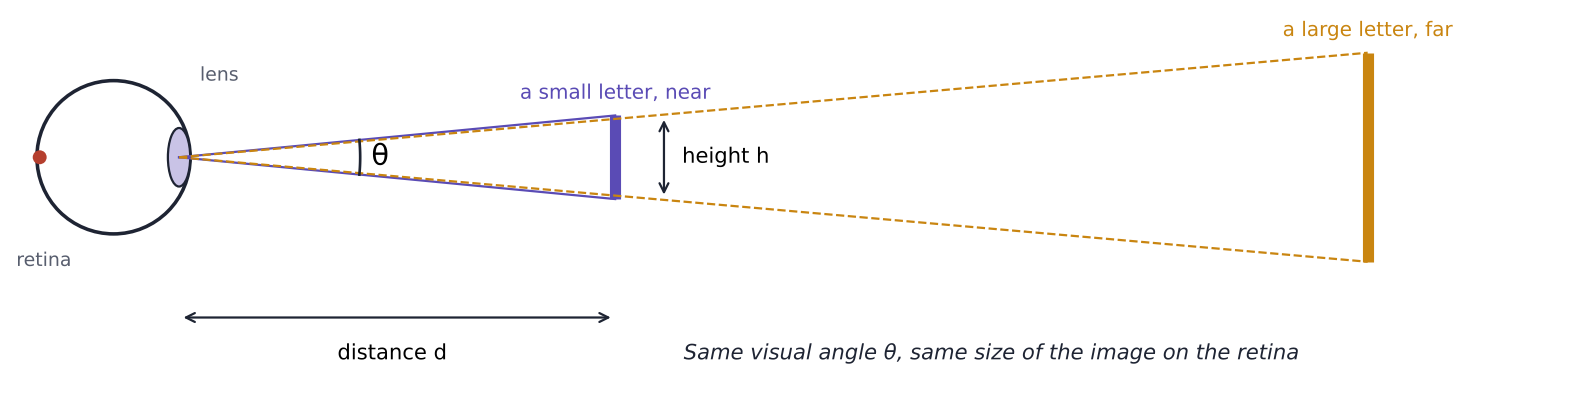 a large letter, far
lens
a small letter, near
θ
height h
retina
distance d
Same visual angle θ, same size of the image on the retina